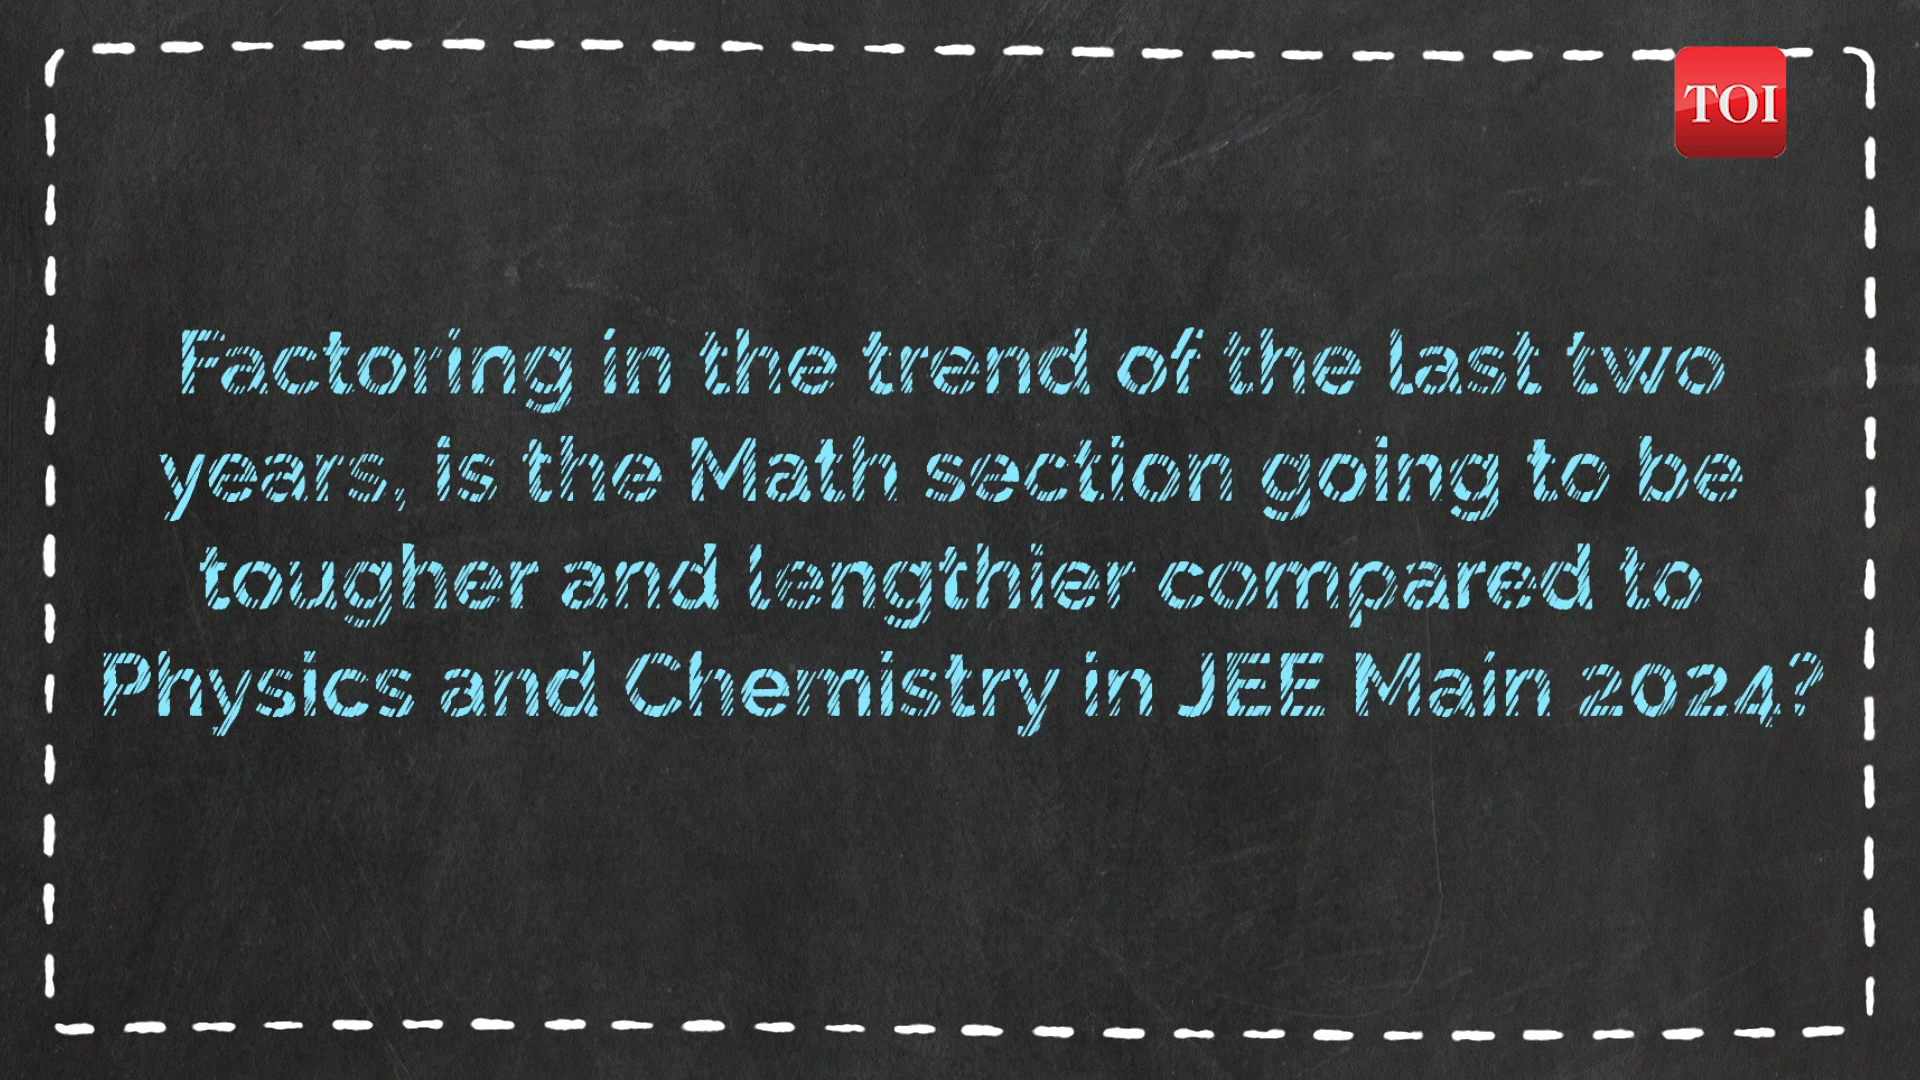 TOI
Factoring in the trend of the last two
years, is the Math section going to be
tougher and lengthier compared to
Physics and Chemistry in JEE Main 2024?